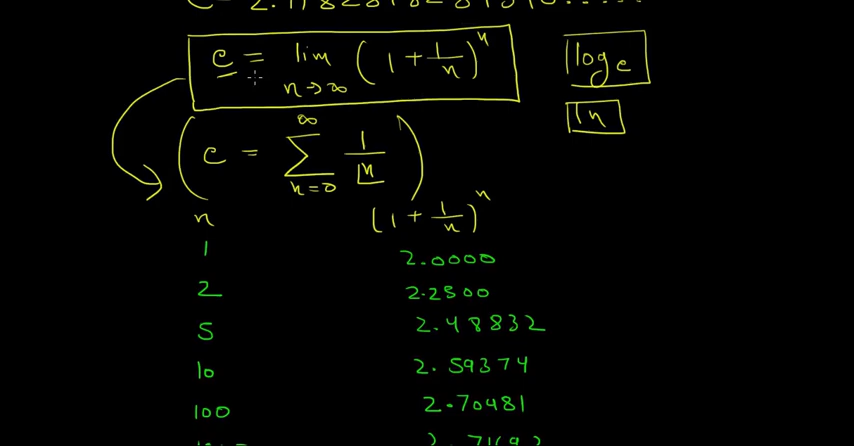 e = lim n→∞ (1 + 1/n)^n
log e
ln
(e = ∞ ∑ n=0 1/⌊n)
n (1 + 1/n)^n
1 2.0000
2 2.2500
5 2.48832
10 2.59374
100 2.70481